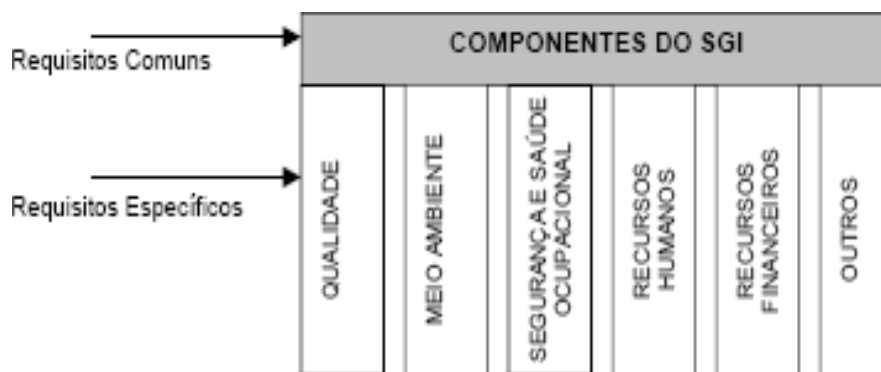 COMPONENTES DO SGI
Requisitos Comuns
Requisitos Específicos
QUALIDADE
MEIO AMBIENTE
SEGURANÇA E SAÚDE
OCUPACIONAL
RECURSOS
HUMANOS
RECURSOS
FINANCEIROS
OUTROS